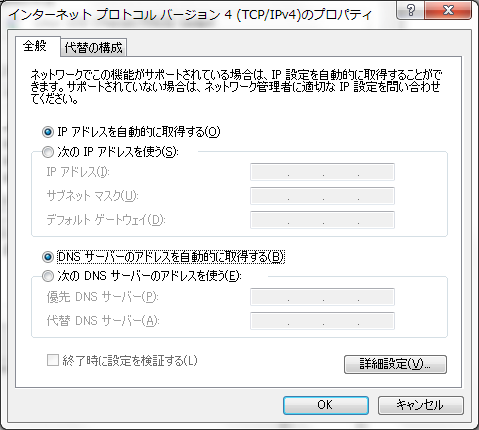 インターネット プロトコル バージョン 4 (TCP/IPv4)のプロパティ
全般
代替の構成
ネットワークでこの機能がサポートされている場合は、IP 設定を自動的に取得することがで
きます。サポートされていない場合は、ネットワーク管理者に適切な IP 設定を問い合わせ
てください。
IP アドレスを自動的に取得する(O)
次の IP アドレスを使う(S):
IP アドレス(I):
サブネット マスク(U):
デフォルト ゲートウェイ(D):
DNS サーバーのアドレスを自動的に取得する(B)
次の DNS サーバーのアドレスを使う(E):
優先 DNS サーバー(P):
代替 DNS サーバー(A):
終了時に設定を検証する(L)
詳細設定(V)...
OK
キャンセル